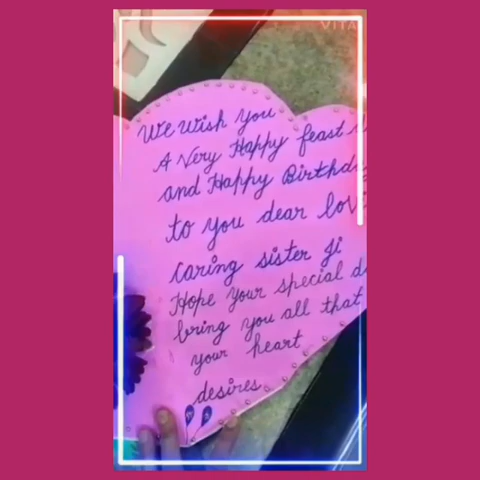 VITA
We wish you
A Very Happy feast
and Happy Birthd
to you dear lov
caring sister Ji
Hope your special d
bring you all that
your heart
desires